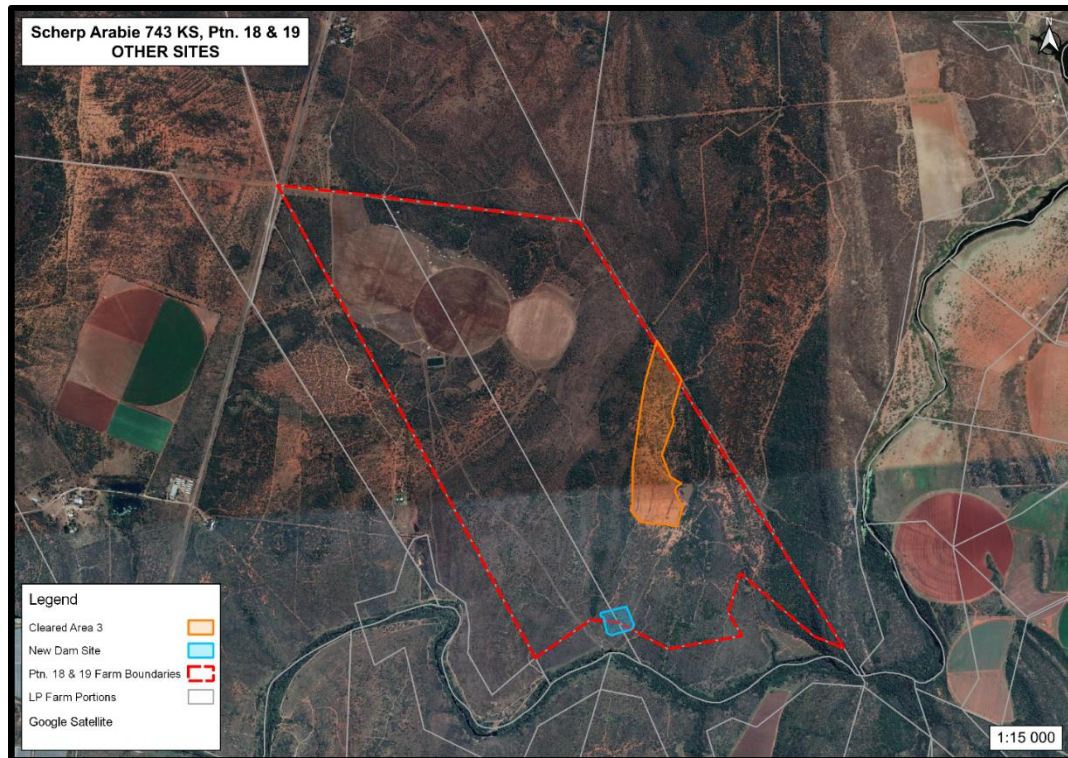 Scherp Arabie 743 KS, Ptn. 18 & 19
OTHER SITES
N
Legend
Cleared Area 3
New Dam Site
Ptn. 18 & 19 Farm Boundaries
LP Farm Portions
Google Satellite
1:15 000